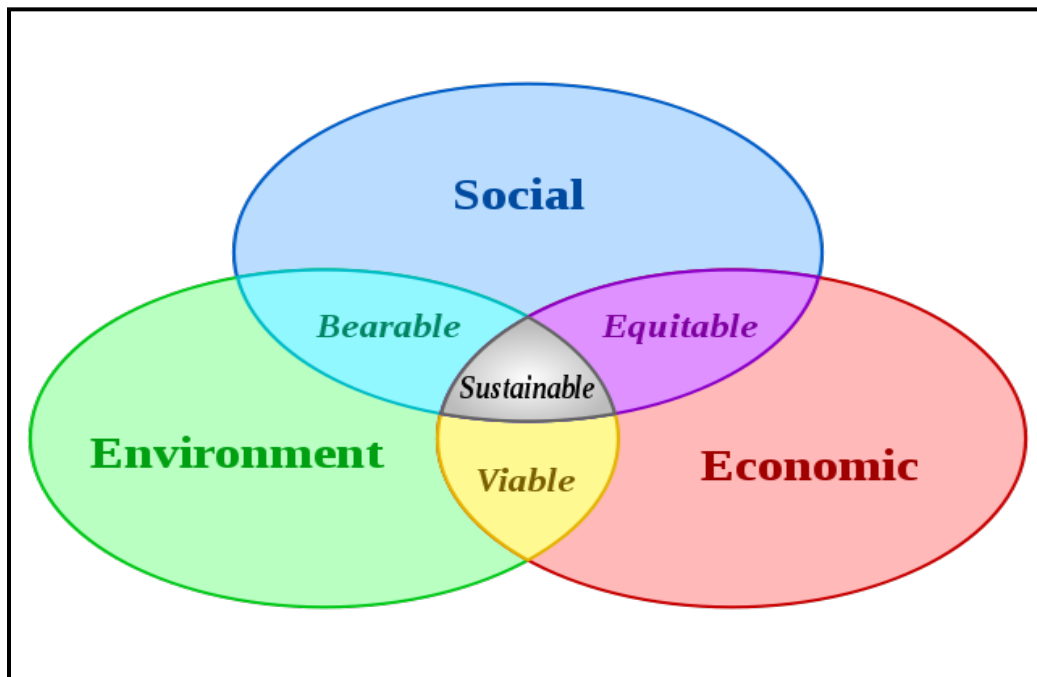 Social
Bearable
Equitable
Sustainable
Environment
Economic
Viable